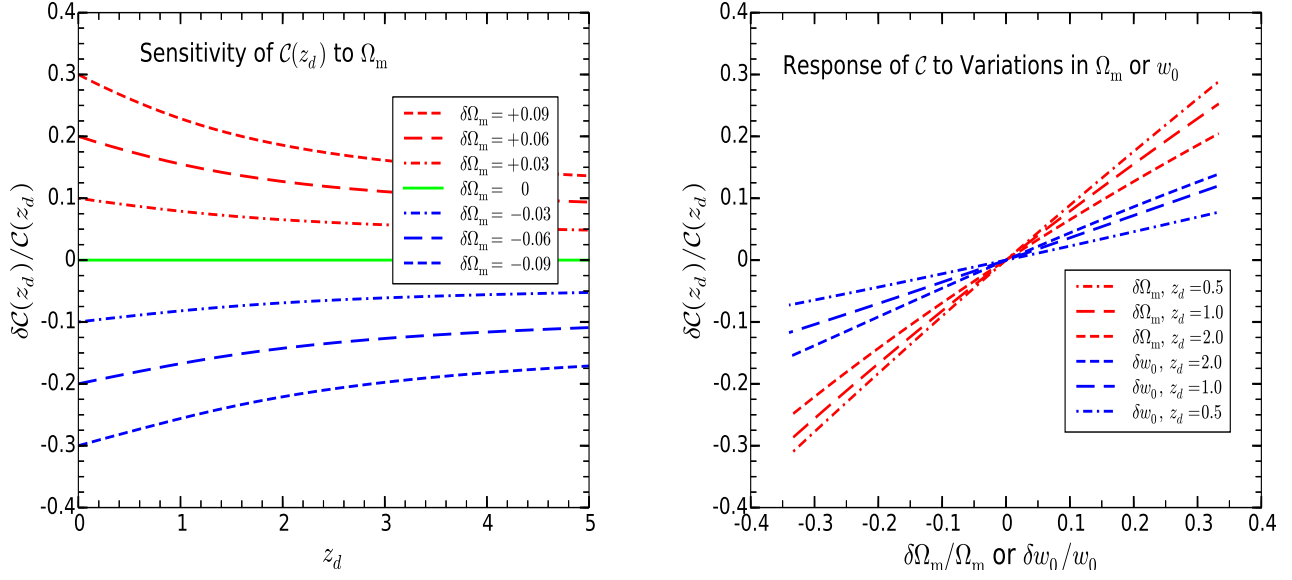 Sensitivity of 𝒞(z_d) to Ω_m
δΩ_m = +0.09
δΩ_m = +0.06
δΩ_m = +0.03
δΩ_m = 0
δΩ_m = −0.03
δΩ_m = −0.06
δΩ_m = −0.09
0.4
0.3
0.2
0.1
0
-0.1
-0.2
-0.3
-0.4
δ𝒞(z_d)/𝒞(z_d)
0 1 2 3 4 5
z_d
Response of 𝒞 to Variations in Ω_m or w_0
δΩ_m, z_d = 0.5
δΩ_m, z_d = 1.0
δΩ_m, z_d = 2.0
δw_0, z_d = 2.0
δw_0, z_d = 1.0
δw_0, z_d = 0.5
0.4
0.3
0.2
0.1
0
-0.1
-0.2
-0.3
-0.4
δ𝒞(z_d)/𝒞(z_d)
-0.4 -0.3 -0.2 -0.1 0 0.1 0.2 0.3 0.4
δΩ_m/Ω_m or δw_0/w_0